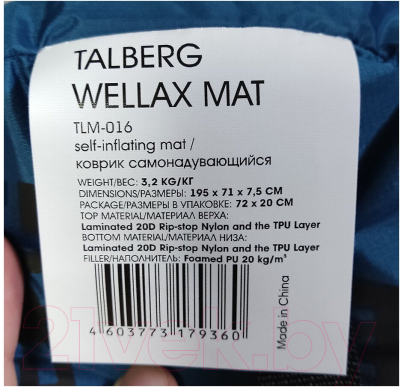 TALBERG
WELLAX MAT
TLM-016
self-inflating mat /
коврик самонадувающийся
WEIGHT/ВЕС: 3,2 KG/КГ
DIMENSIONS/РАЗМЕРЫ: 195 x 71 x 7,5 CM
PACKAGE/РАЗМЕРЫ В УПАКОВКЕ: 72 x 20 CM
TOP MATERIAL/МАТЕРИАЛ ВЕРХА:
Laminated 20D Rip-stop Nylon and the TPU Layer
BOTTOM MATERIAL/МАТЕРИАЛ НИЗА:
Laminated 20D Rip-stop Nylon and the TPU Layer
FILLER/НАПОЛНИТЕЛЬ: Foamed PU 20 kg/m³
4 603773 179360
Made in China
21vek.by